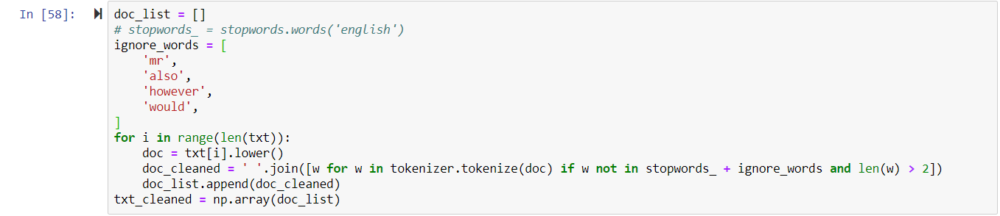 In [58]:
doc_list = []
# stopwords_ = stopwords.words('english')
ignore_words = [
    'mr',
    'also',
    'however',
    'would',
]
for i in range(len(txt)):
    doc = txt[i].lower()
    doc_cleaned = ' '.join([w for w in tokenizer.tokenize(doc) if w not in stopwords_ + ignore_words and len(w) > 2])
    doc_list.append(doc_cleaned)
txt_cleaned = np.array(doc_list)